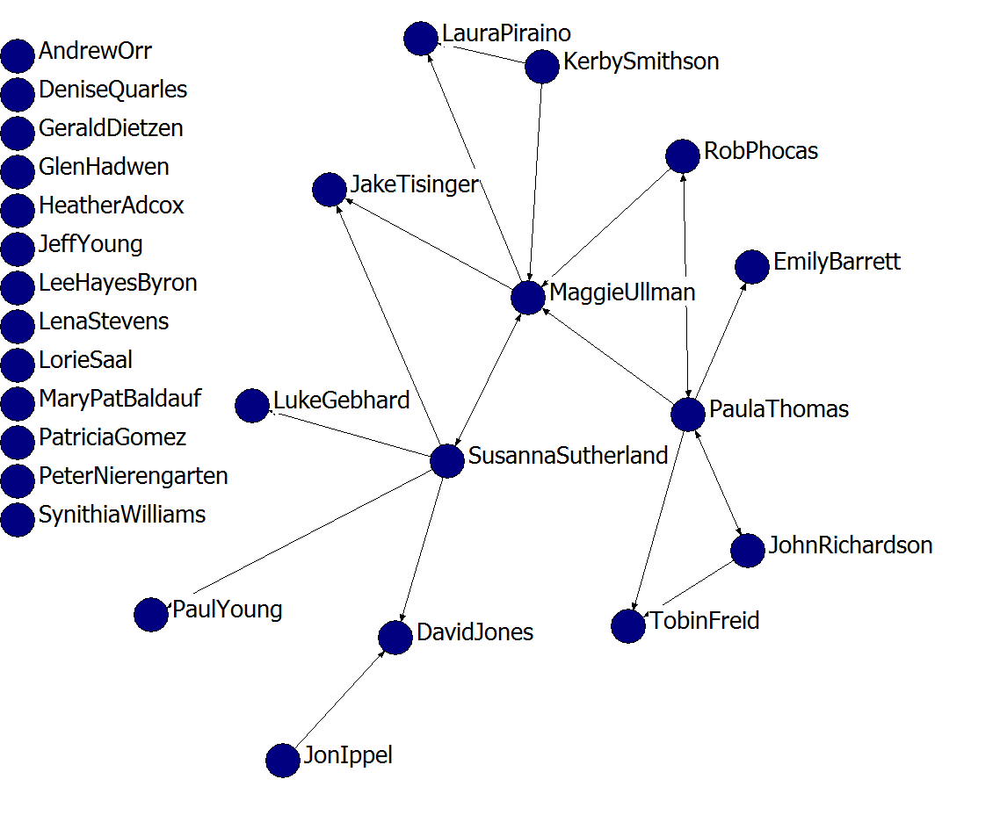 AndrewOrr
DeniseQuarles
GeraldDietzen
GlenHadwen
HeatherAdcox
JeffYoung
LeeHayesByron
LenaStevens
LorieSaal
MaryPatBaldauf
PatriciaGomez
PeterNierengarten
SynithiaWilliams
LauraPiraino
KerbySmithson
RobPhocas
JakeTisinger
EmilyBarrett
MaggieUllman
LukeGebhard
PaulaThomas
SusannaSutherland
JohnRichardson
PaulYoung
TobinFreid
DavidJones
JonIppel